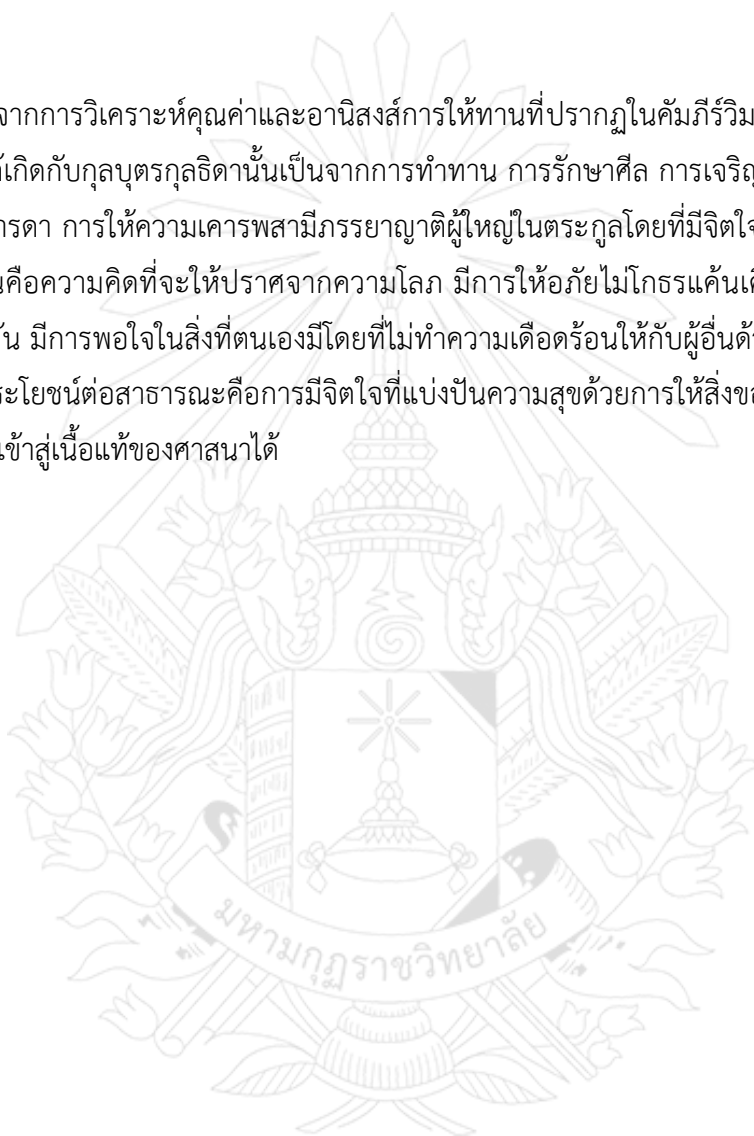 จากการวิเคราะห์คุณค่าและอานิสงส์การให้ทานที่ปรากฏในคัมภีร์วิม
เกิดกับกุลบุตรกุลธิดานั้นเป็นจากการทำทาน การรักษาศีล การเจริญ
ารดา การให้ความเคารพสามีภรรยาญาติผู้ใหญ่ในตระกูลโดยที่มีจิตใจ
คือความคิดที่จะให้ปราศจากความโลภ มีการให้อภัยไม่โกรธแค้น
มีการพอใจในสิ่งที่ตนเองมีโดยที่ไม่ทำความเดือดร้อนให้กับผู้อื่น
ระโยชน์ต่อสาธารณะคือการมีจิตใจที่แบ่งปันความสุขด้วยการให้สิ่งข
เข้าสู่เนื้อแท้ของศาสนาได้
มหามกุฏราชวิทยาลัย